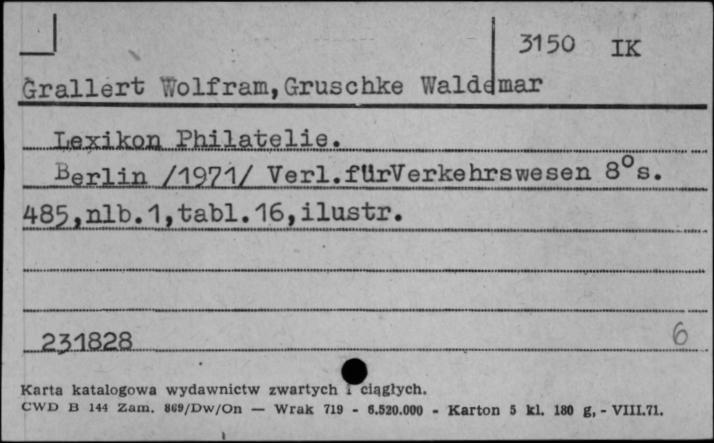 3150 IK
Grallert Wolfram,Gruschke Waldemar
Lexikon Philatelie.
Berlin /1971/ Verl.fürVerkehrswesen 8°s.
485,nlb.1,tabl.16,ilustr.
231828 6
Karta katalogowa wydawnictw zwartych i ciągłych.
CWD B 144 Zam. 869/Dw/On — Wrak 719 - 6.520.000 - Karton 5 kl. 180 g, - VIII.71.